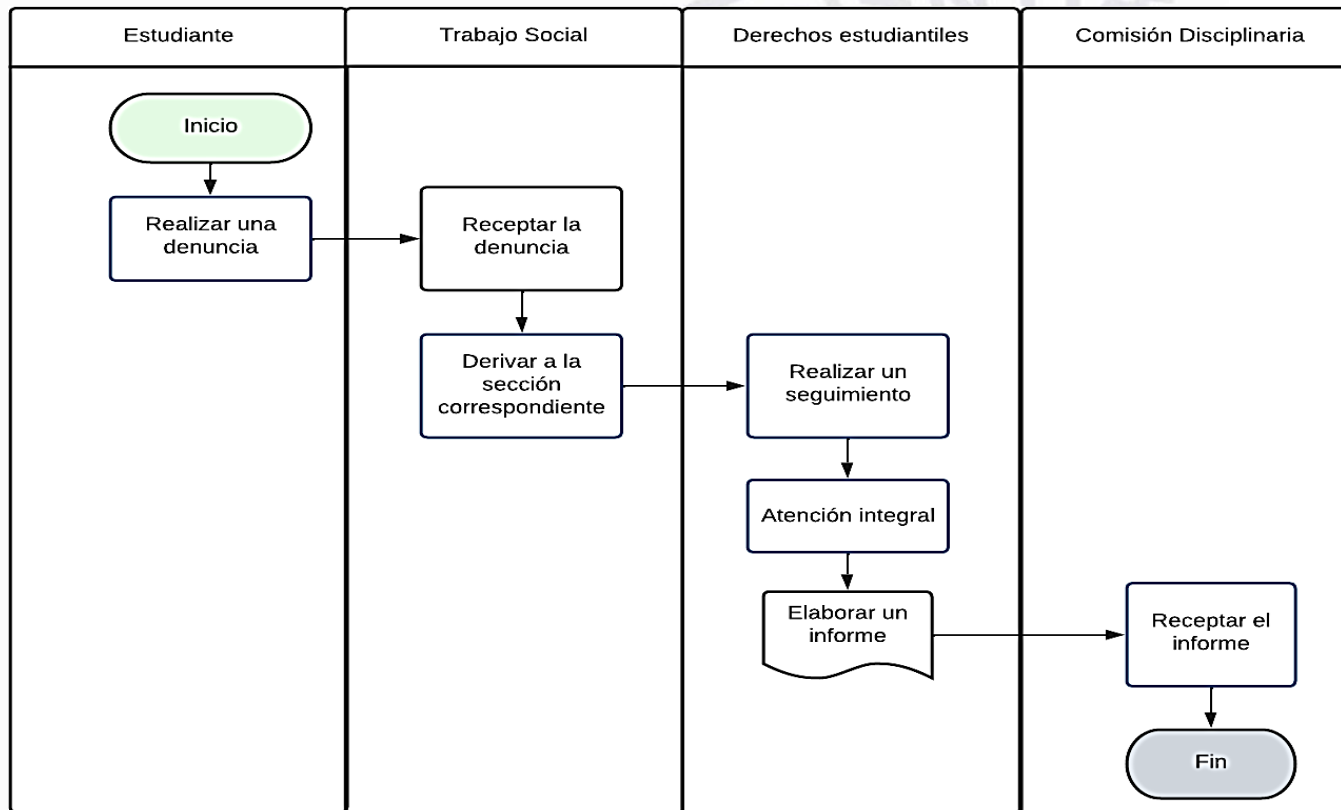 Estudiante
Trabajo Social
Derechos estudiantiles
Comisión Disciplinaria
Inicio
Realizar una
denuncia
Receptar la
denuncia
Derivar a la
sección
correspondiente
Realizar un
seguimiento
Atención integral
Elaborar un
informe
Receptar el
informe
Fin